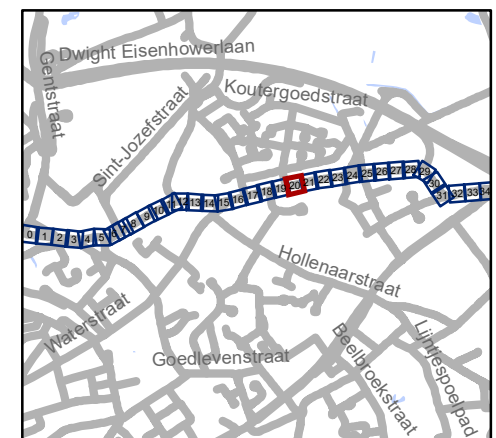 Dwight Eisenhowerlaan
Gentstraat
Koutergoedstraat
Sint-Jozefstraat
0 1 2 3 4 5 6 7 8 9 10 11 12 13 14 15 16 17 18 19 20 21 22 23 24 25 26 27 28 29 30 31 32 33 34
Hollenaarstraat
Waterstraat
Goedlevenstraat
Beelbroekstraat
Lijntjespoelpad